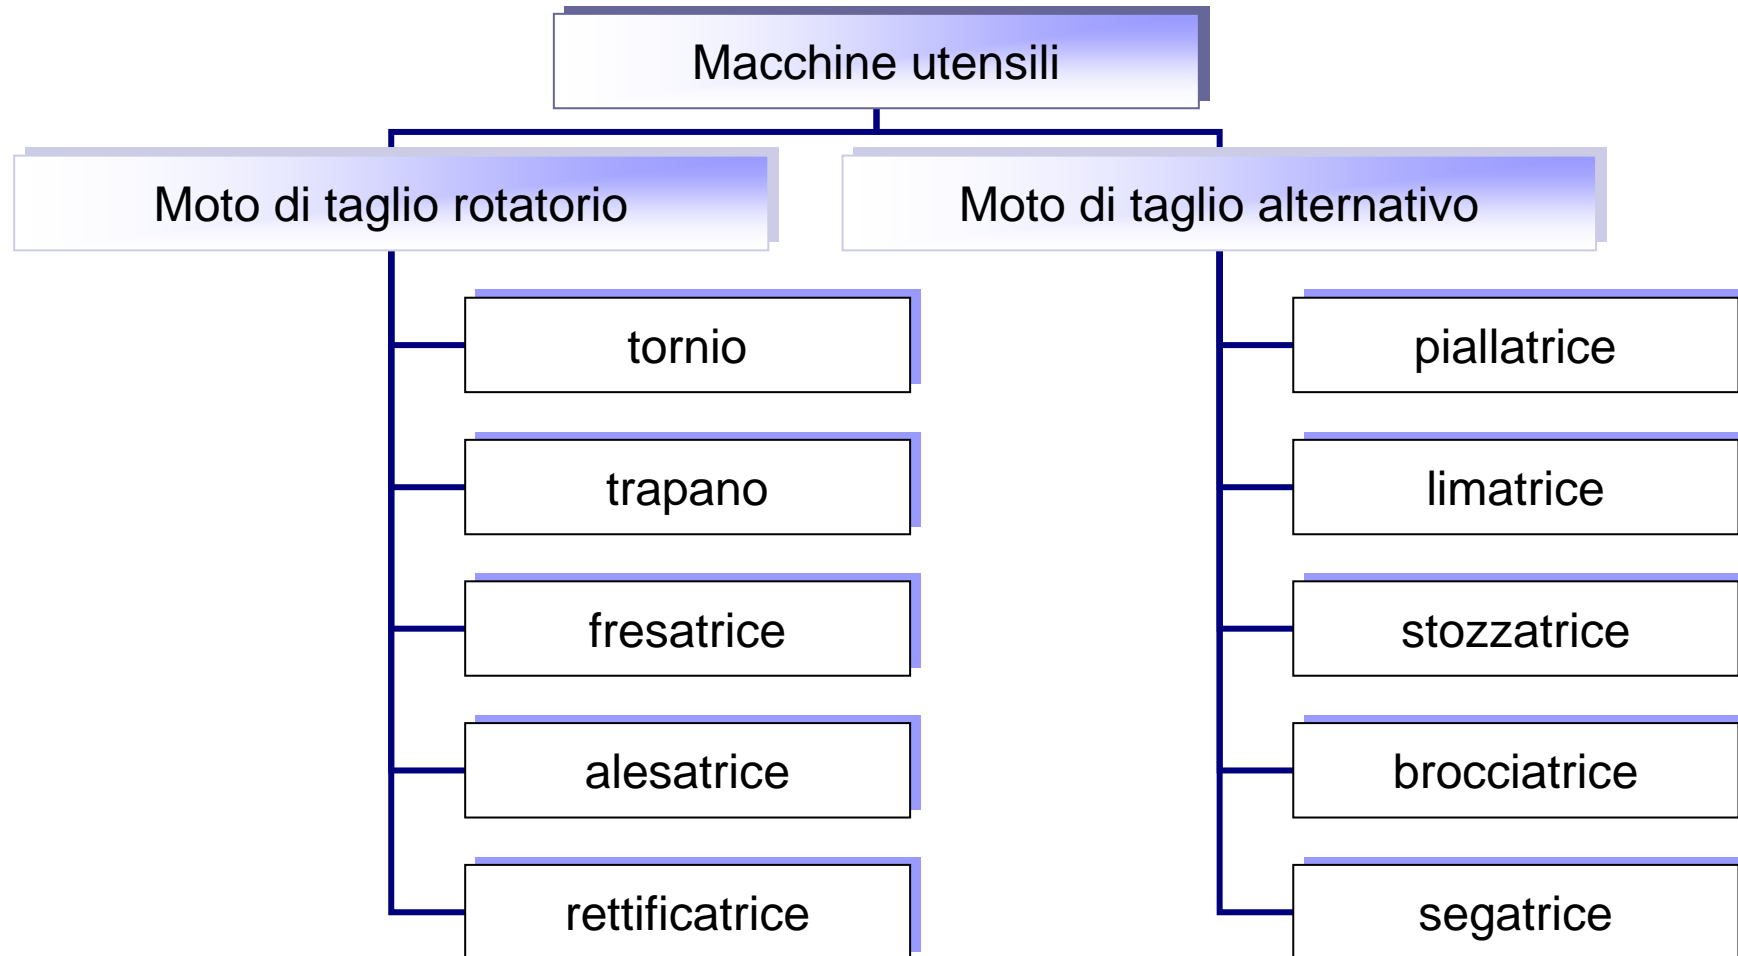 Macchine utensili
Moto di taglio rotatorio
Moto di taglio alternativo
tornio
piallatrice
trapano
limatrice
fresatrice
stozzatrice
alesatrice
brocciatrice
rettificatrice
segatrice